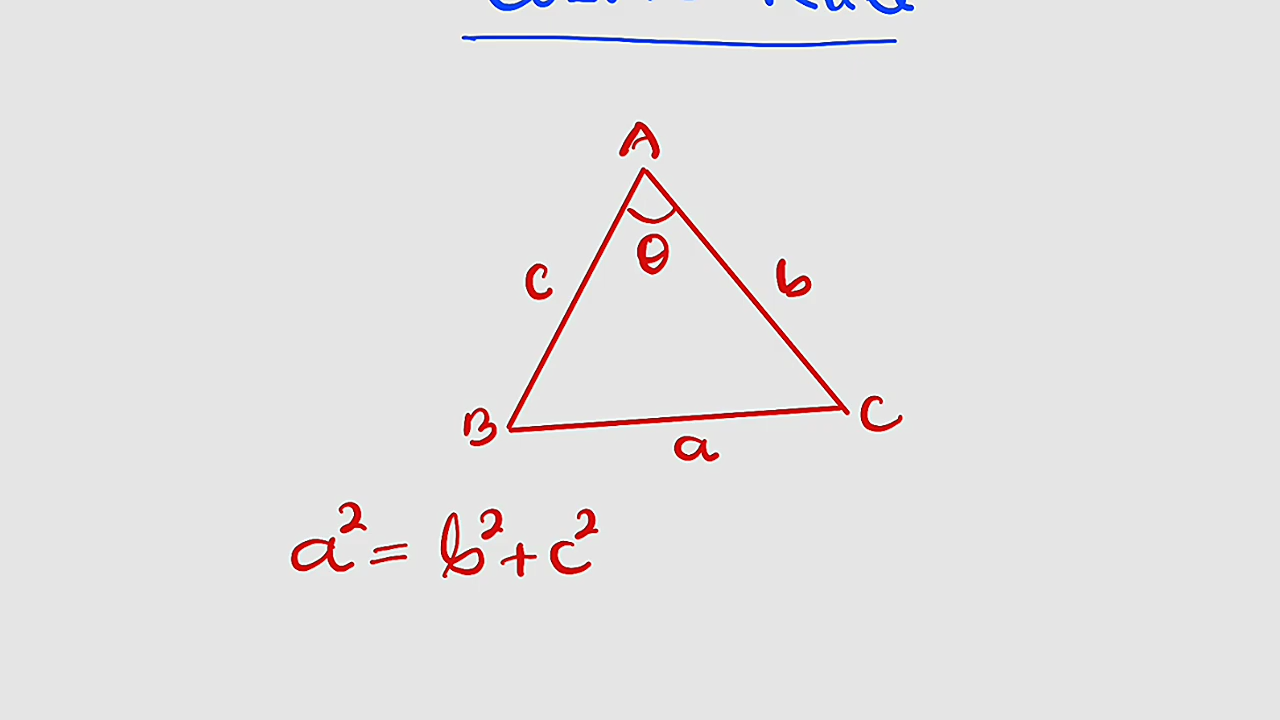 A
θ
c
b
B
C
a
a² = b² + c²